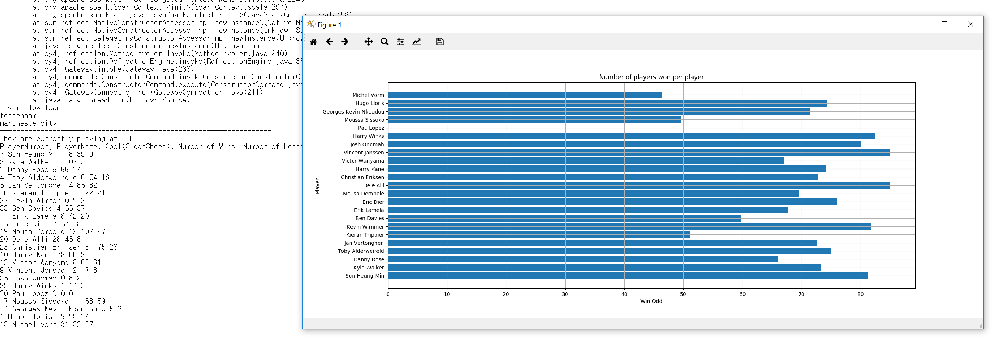 at org.apache.spark.util.Utils$.getCurrentUserName(Utils.scala:2245)
at org.apache.spark.SparkContext.<init>(SparkContext.scala:297)
at org.apache.spark.api.java.JavaSparkContext.<init>(JavaSparkContext.scala:58)
at sun.reflect.NativeConstructorAccessorImpl.newInstance0(Native Me
at sun.reflect.NativeConstructorAccessorImpl.newInstance(Unknown So
at sun.reflect.DelegatingConstructorAccessorImpl.newInstance(Unknow
at java.lang.reflect.Constructor.newInstance(Unknown Source)
at py4j.reflection.MethodInvoker.invoke(MethodInvoker.java:240)
at py4j.reflection.ReflectionEngine.invoke(ReflectionEngine.java:35
at py4j.Gateway.invoke(Gateway.java:236)
at py4j.commands.ConstructorCommand.invokeConstructor(ConstructorCo
at py4j.commands.ConstructorCommand.execute(ConstructorCommand.java
at py4j.GatewayConnection.run(GatewayConnection.java:211)
at java.lang.Thread.run(Unknown Source)
Insert Tow Team.
tottenham
manchestercity
--------------------------------------------------------------------
They are currently playing at EPL.
PlayerNumber, PlayerName, Goal(CleanSheet), Number of Wins, Number of Losse
7 Son Heung-Min 18 39 9
2 Kyle Walker 5 107 39
3 Danny Rose 9 66 34
4 Toby Alderweireld 6 54 18
5 Jan Vertonghen 4 85 32
16 Kieran Trippier 1 22 21
27 Kevin Wimmer 0 9 2
33 Ben Davies 4 55 37
11 Erik Lamela 8 42 20
15 Eric Dier 7 57 18
19 Mousa Dembele 12 107 47
20 Dele Alli 28 45 8
23 Christian Eriksen 31 75 28
10 Harry Kane 78 66 23
12 Victor Wanyama 8 63 31
9 Vincent Janssen 2 17 3
25 Josh Onomah 0 8 2
29 Harry Winks 1 14 3
30 Pau Lopez 0 0 0
17 Moussa Sissoko 11 58 59
14 Georges Kevin-Nkoudou 0 5 2
1 Hugo Lloris 59 98 34
13 Michel Vorm 31 32 37
--------------------------------------------------------------------
Figure 1
Number of players won per player
Michel Vorm
Hugo Lloris
Georges Kevin-Nkoudou
Moussa Sissoko
Pau Lopez
Harry Winks
Josh Onomah
Vincent Janssen
Victor Wanyama
Harry Kane
Christian Eriksen
Dele Alli
Mousa Dembele
Eric Dier
Erik Lamela
Ben Davies
Kevin Wimmer
Kieran Trippier
Jan Vertonghen
Toby Alderweireld
Danny Rose
Kyle Walker
Son Heung-Min
Player
0 10 20 30 40 50 60 70 80
Win Odd